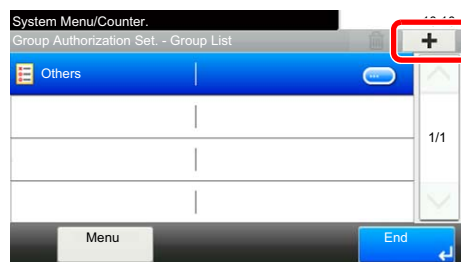 System Menu/Counter.
Group Authorization Set. - Group List
Others
1/1
Menu
End